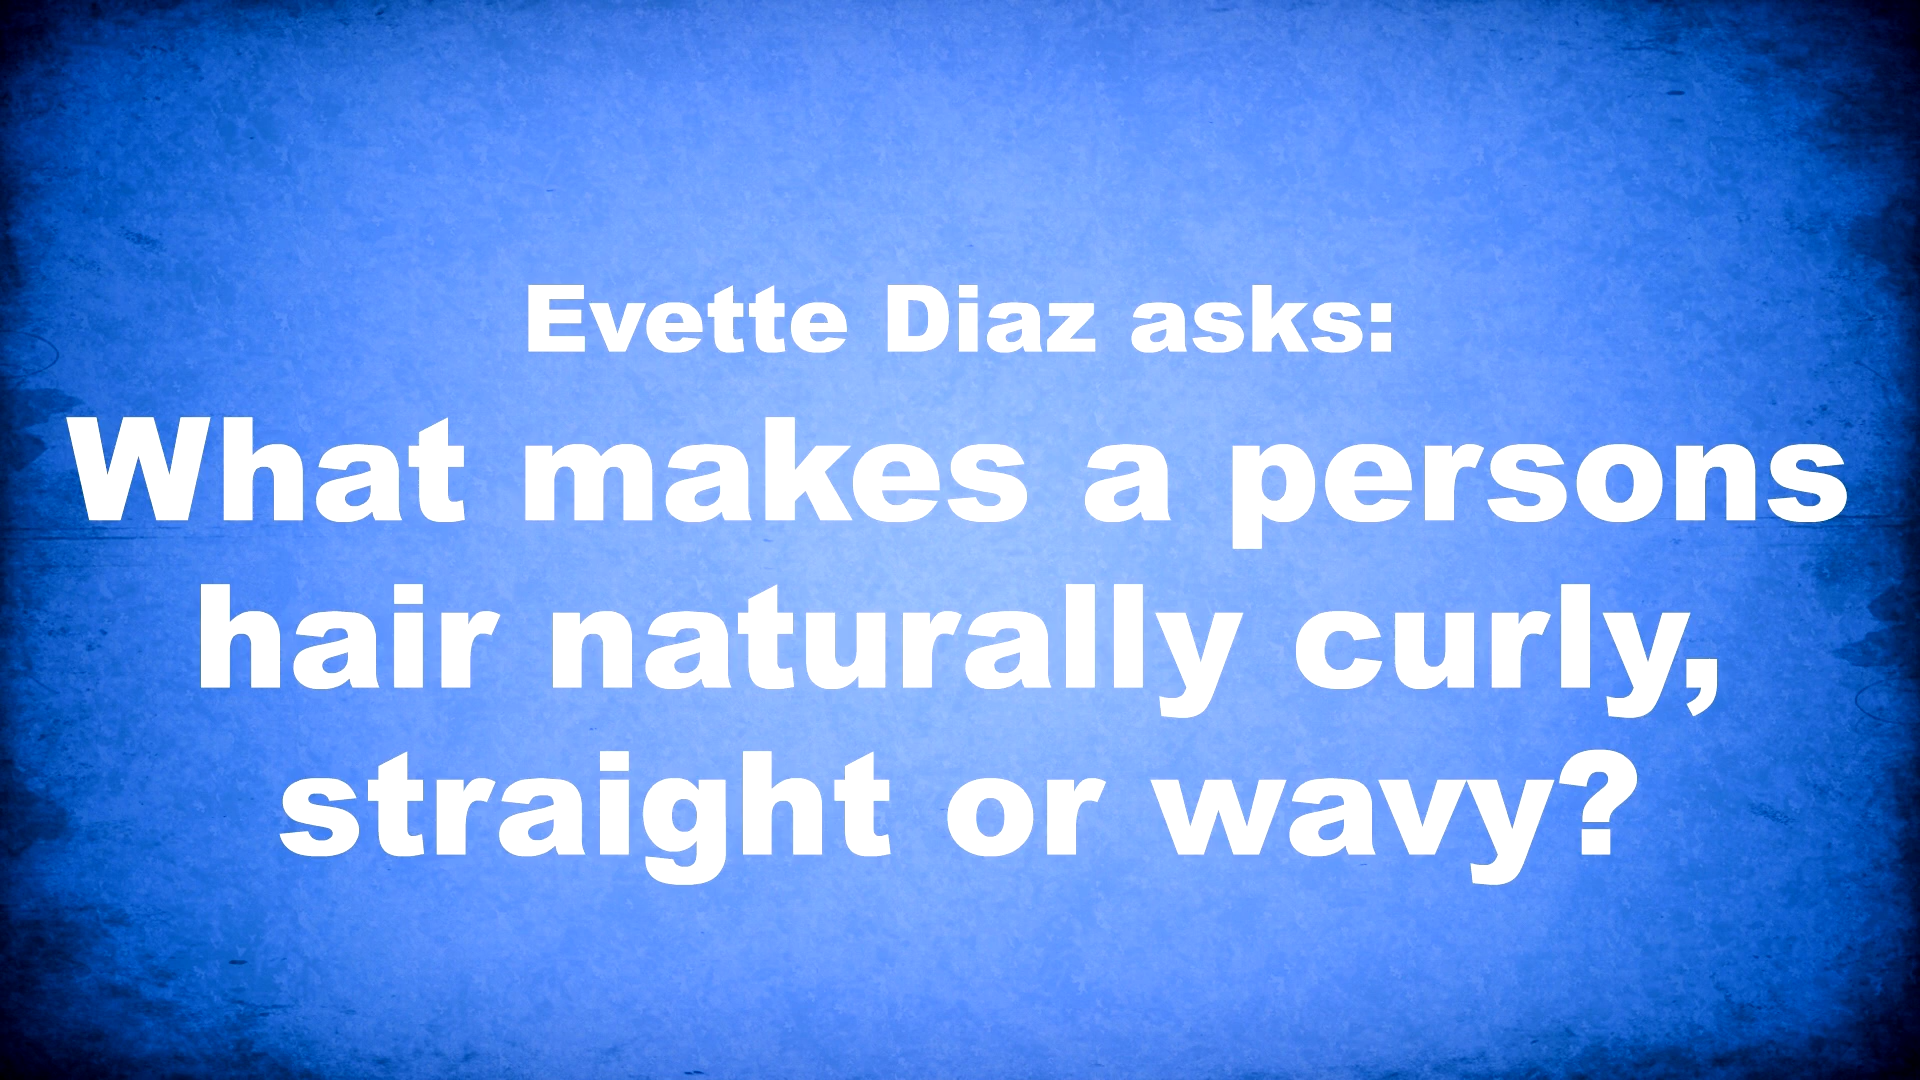 Evette Diaz asks:
What makes a persons
hair naturally curly,
straight or wavy?